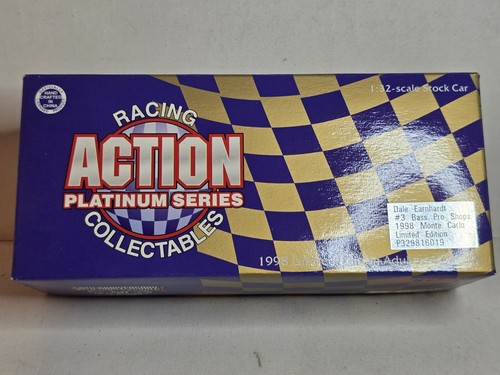 HAND
CRAFTED
IN
CHINA
RACING
ACTION
PLATINUM SERIES
COLLECTABLES
1:32-scale Stock Car
Dale Earnhardt
#3 Bass Pro Shops
1998 Monte Carlo
Limited Edition
P329816019
1998